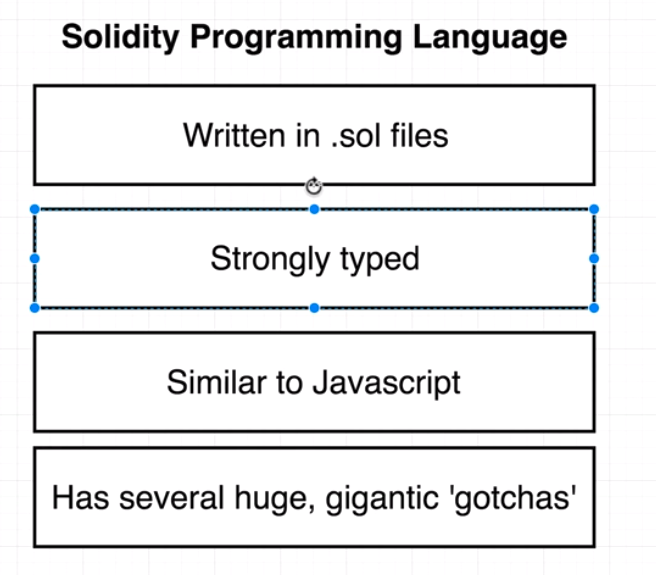 Solidity Programming Language
Written in .sol files
Strongly typed
Similar to Javascript
Has several huge, gigantic 'gotchas'